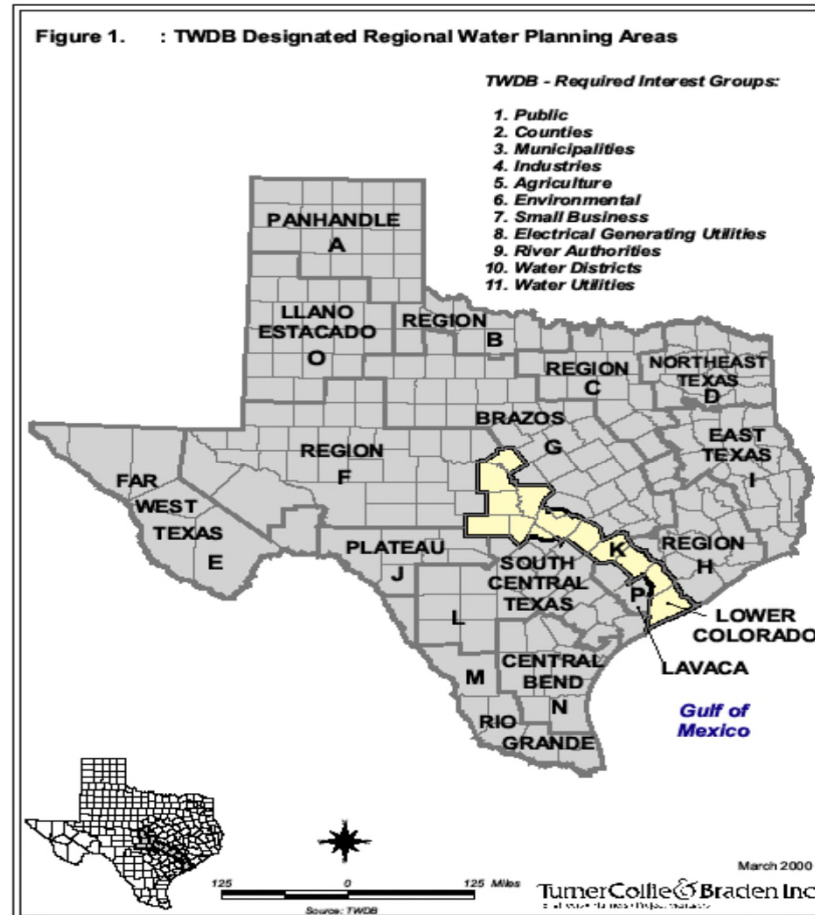 Figure 1. : TWDB Designated Regional Water Planning Areas
TWDB - Required Interest Groups:
1. Public
2. Counties
3. Municipalities
4. Industries
5. Agriculture
6. Environmental
7. Small Business
8. Electrical Generating Utilities
9. River Authorities
10. Water Districts
11. Water Utilities
PANHANDLE
A
LLANO
ESTACADO
O
REGION
B
REGION
C
NORTHEAST
TEXAS
D
BRAZOS
G
EAST
TEXAS
I
REGION
F
FAR
WEST
TEXAS
E
PLATEAU
J
K
REGION
H
SOUTH
CENTRAL
TEXAS
L
P
LOWER
COLORADO
LAVACA
M
CENTRAL
BEND
N
RIO
GRANDE
Gulf of
Mexico
March 2000
125 0 125 Miles
Source: TWDB
Turner Collie & Braden Inc